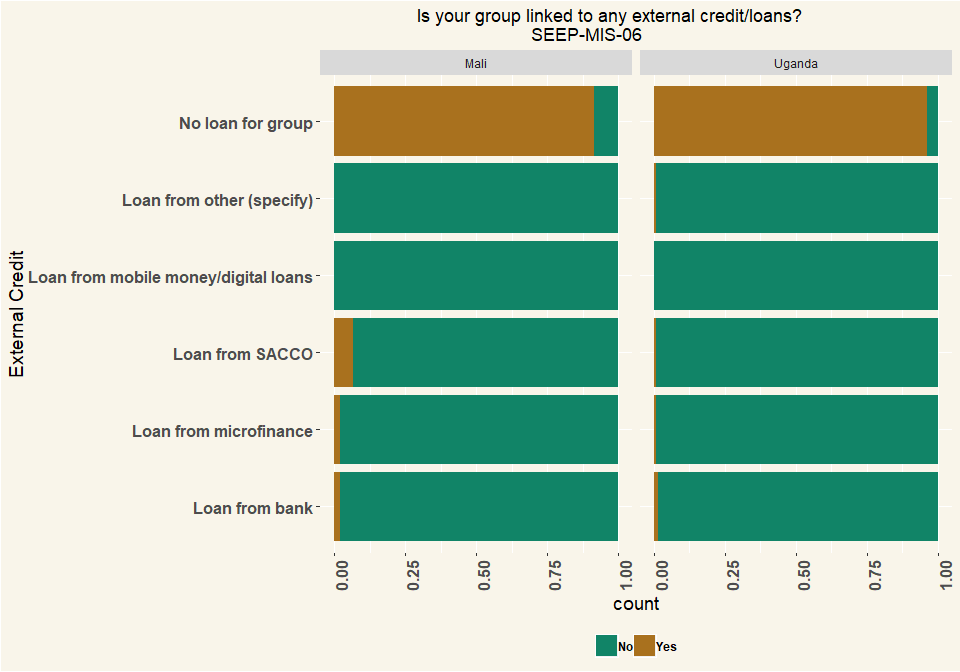 Is your group linked to any external credit/loans?
SEEP-MIS-06
Mali
Uganda
External Credit
No loan for group
Loan from other (specify)
Loan from mobile money/digital loans
Loan from SACCO
Loan from microfinance
Loan from bank
0.00 0.25 0.50 0.75 1.00
0.00 0.25 0.50 0.75 1.00
count
No Yes